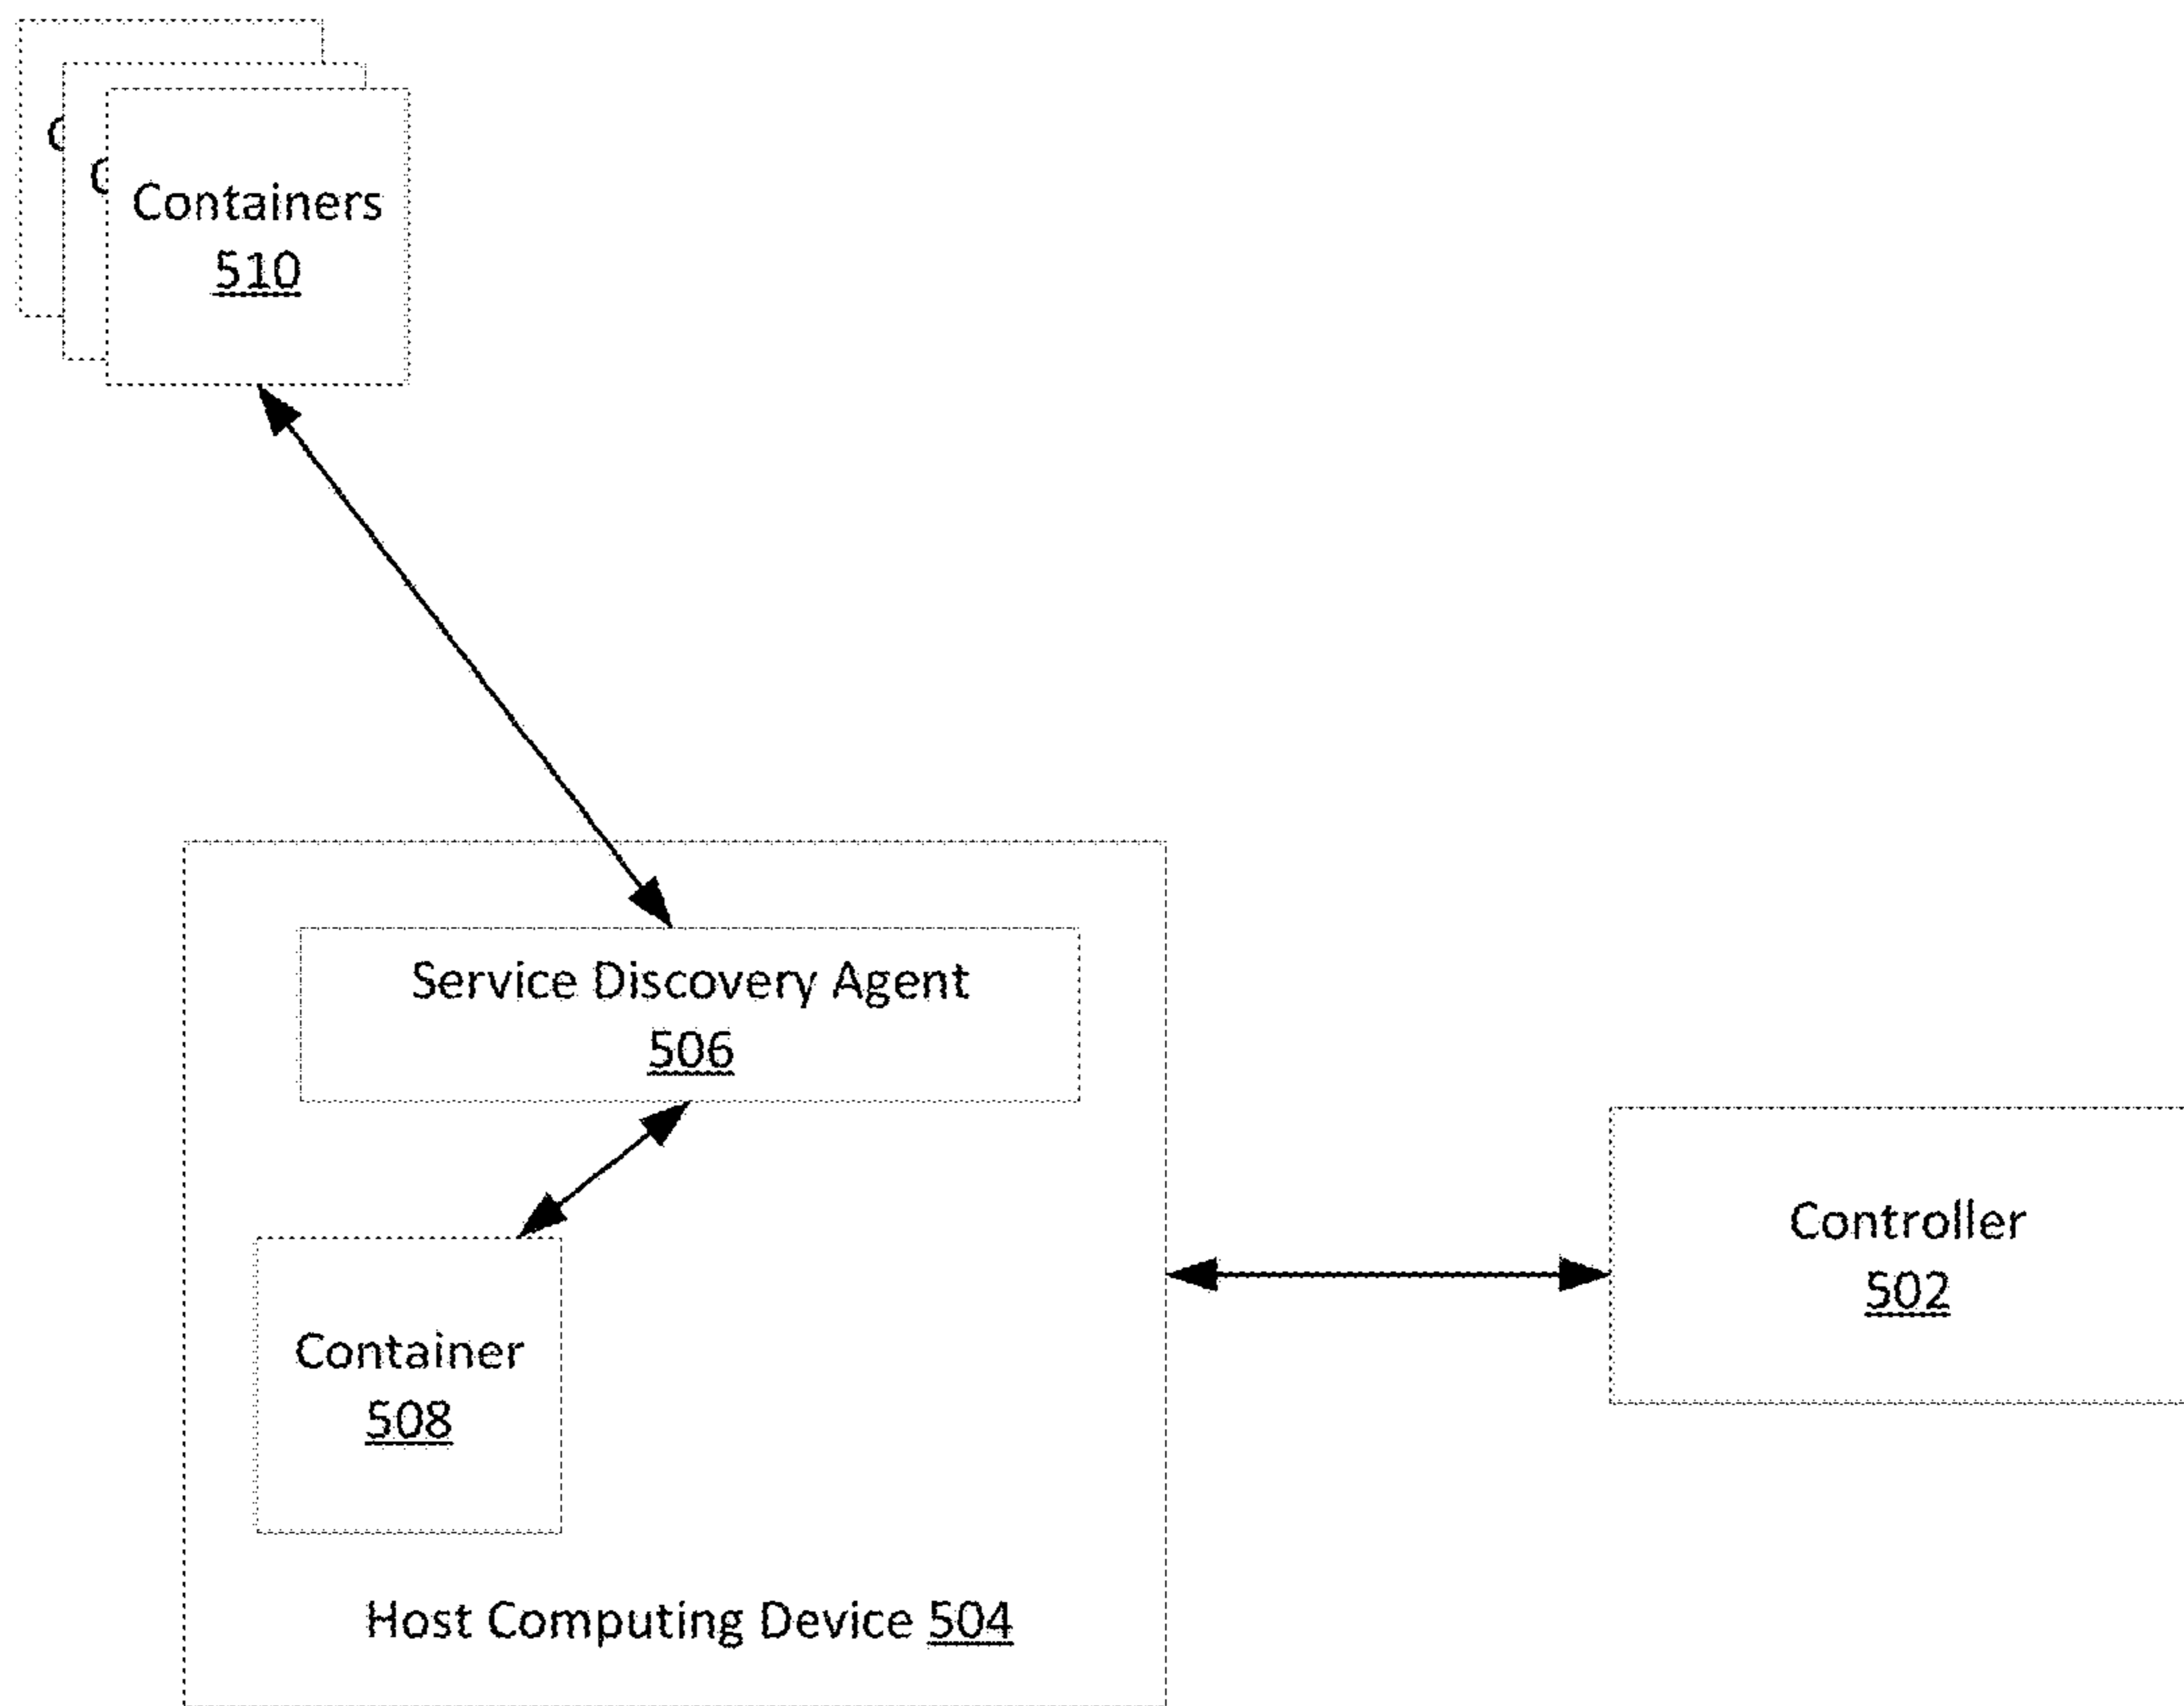 Containers
510
Service Discovery Agent
506
Controller
502
Container
508
Host Computing Device 504